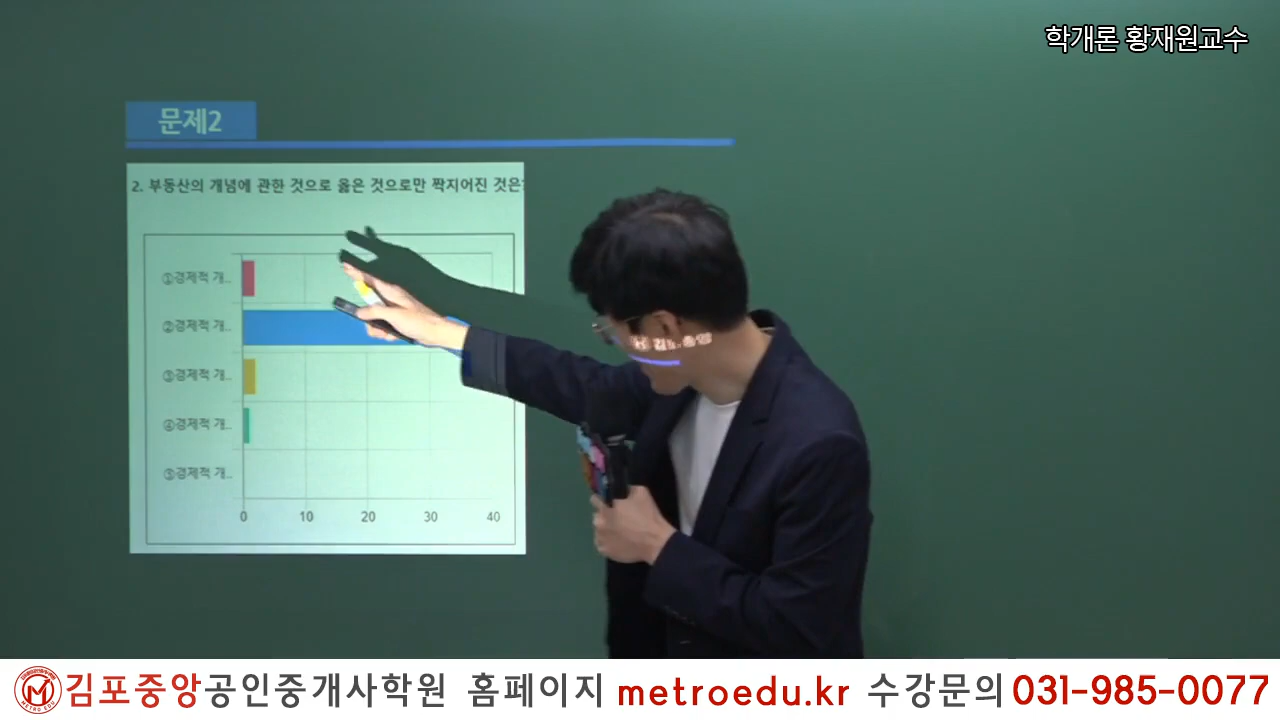 학개론 황재원교수
문제2
2. 부동산의 개념에 관한 것으로 옳은 것으로만 짝지어진 것은?
①경제적 개..
②경제적 개..
③경제적 개..
④경제적 개..
⑤경제적 개..
0 10 20 30 40
METRO EDU
김포중앙공인중개사학원 홈페이지 metroedu.kr 수강문의 031-985-0077